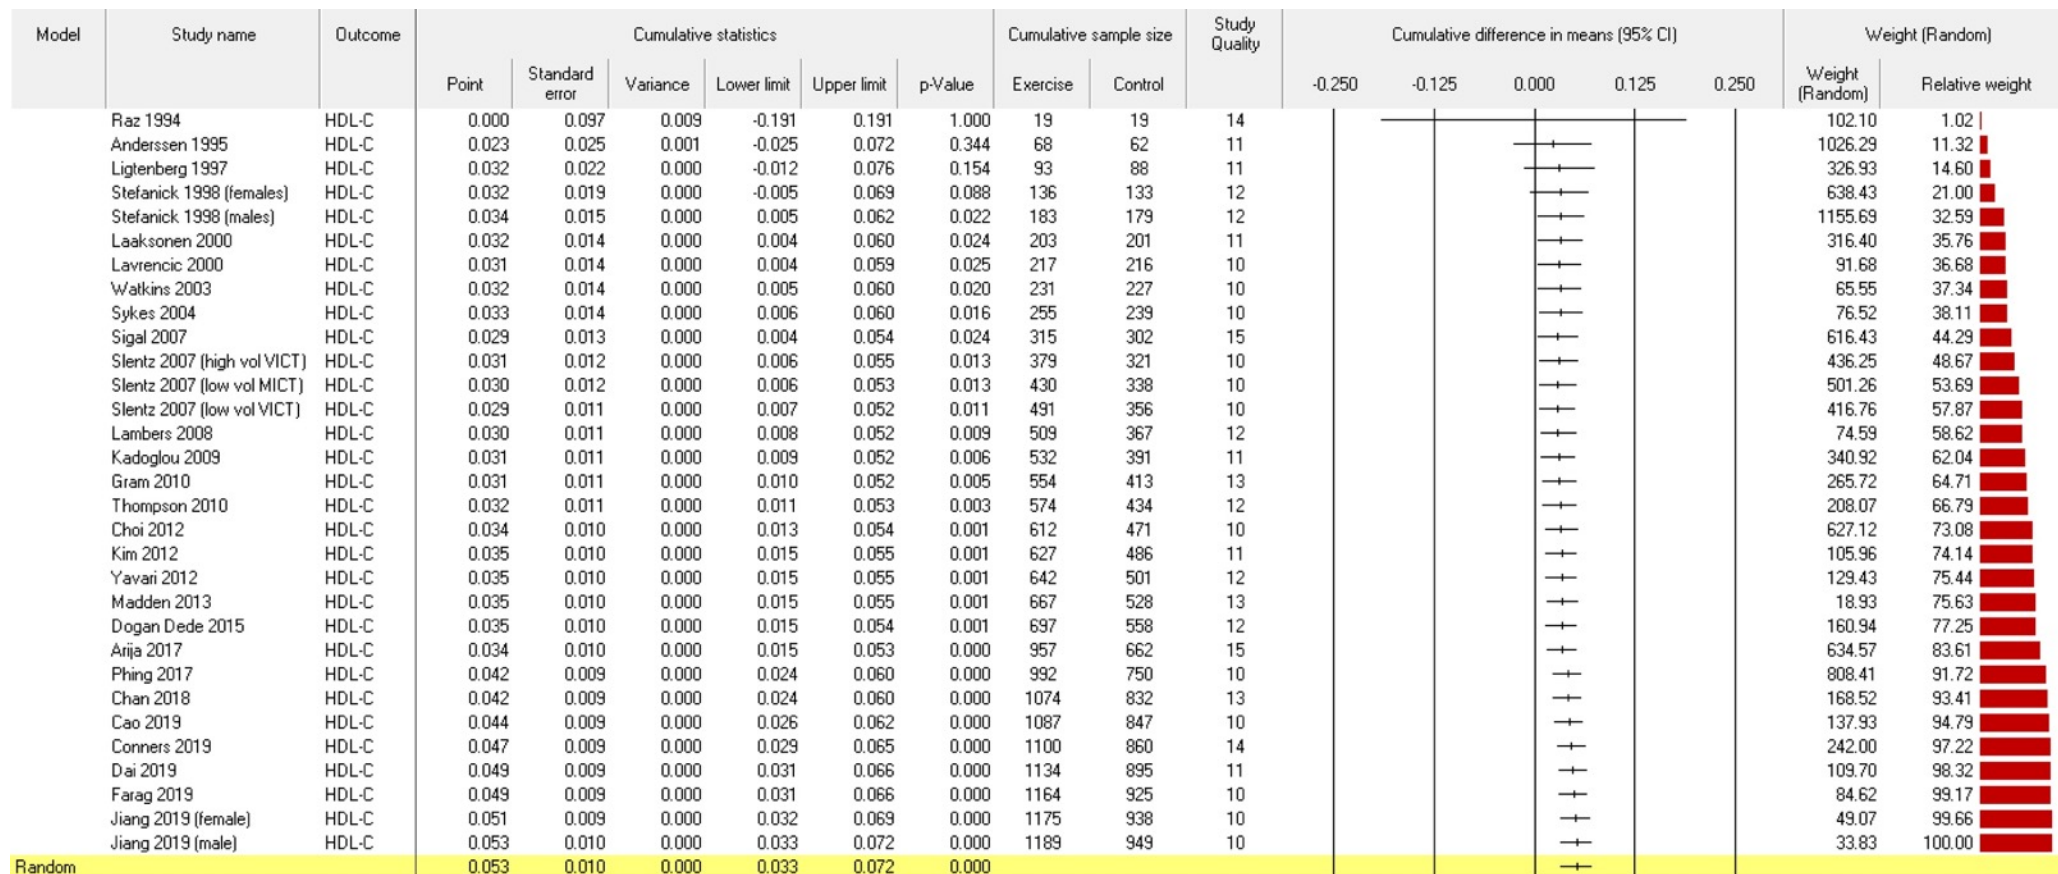 Model Study name Outcome Cumulative statistics Cumulative sample size Study Quality Cumulative difference in means (95% CI) Weight (Random)
Point Standard error Variance Lower limit Upper limit p-Value Exercise Control -0.250 -0.125 0.000 0.125 0.250 Weight (Random) Relative weight
Raz 1994 HDL-C 0.000 0.097 0.009 -0.191 0.191 1.000 19 19 14 102.10 1.02
Anderssen 1995 HDL-C 0.023 0.025 0.001 -0.025 0.072 0.344 68 62 11 1026.29 11.32
Ligtenberg 1997 HDL-C 0.032 0.022 0.000 -0.012 0.076 0.154 93 88 11 326.93 14.60
Stefanick 1998 (females) HDL-C 0.032 0.019 0.000 -0.005 0.069 0.088 136 133 12 638.43 21.00
Stefanick 1998 (males) HDL-C 0.034 0.015 0.000 0.005 0.062 0.022 183 179 12 1155.69 32.59
Laaksonen 2000 HDL-C 0.032 0.014 0.000 0.004 0.060 0.024 203 201 11 316.40 35.76
Lavrencic 2000 HDL-C 0.031 0.014 0.000 0.004 0.059 0.025 217 216 10 91.68 36.68
Watkins 2003 HDL-C 0.032 0.014 0.000 0.005 0.060 0.020 231 227 10 65.55 37.34
Sykes 2004 HDL-C 0.033 0.014 0.000 0.006 0.060 0.016 255 239 10 76.52 38.11
Sigal 2007 HDL-C 0.029 0.013 0.000 0.004 0.054 0.024 315 302 15 616.43 44.29
Slentz 2007 (high vol VICT) HDL-C 0.031 0.012 0.000 0.006 0.055 0.013 379 321 10 436.25 48.67
Slentz 2007 (low vol MICT) HDL-C 0.030 0.012 0.000 0.006 0.053 0.013 430 338 10 501.26 53.69
Slentz 2007 (low vol VICT) HDL-C 0.029 0.011 0.000 0.007 0.052 0.011 491 356 10 416.76 57.87
Lambers 2008 HDL-C 0.030 0.011 0.000 0.008 0.052 0.009 509 367 12 74.59 58.62
Kadoglou 2009 HDL-C 0.031 0.011 0.000 0.009 0.052 0.006 532 391 11 340.92 62.04
Gram 2010 HDL-C 0.031 0.011 0.000 0.010 0.052 0.005 554 413 13 265.72 64.71
Thompson 2010 HDL-C 0.032 0.011 0.000 0.011 0.053 0.003 574 434 12 208.07 66.79
Choi 2012 HDL-C 0.034 0.010 0.000 0.013 0.054 0.001 612 471 10 627.12 73.08
Kim 2012 HDL-C 0.035 0.010 0.000 0.015 0.055 0.001 627 486 11 105.96 74.14
Yavari 2012 HDL-C 0.035 0.010 0.000 0.015 0.055 0.001 642 501 12 129.43 75.44
Madden 2013 HDL-C 0.035 0.010 0.000 0.015 0.055 0.001 667 528 13 18.93 75.63
Dogan Dede 2015 HDL-C 0.035 0.010 0.000 0.015 0.054 0.001 697 558 12 160.94 77.25
Arija 2017 HDL-C 0.034 0.010 0.000 0.015 0.053 0.000 957 662 15 634.57 83.61
Phing 2017 HDL-C 0.042 0.009 0.000 0.024 0.060 0.000 992 750 10 808.41 91.72
Chan 2018 HDL-C 0.042 0.009 0.000 0.024 0.060 0.000 1074 832 13 168.52 93.41
Cao 2019 HDL-C 0.044 0.009 0.000 0.026 0.062 0.000 1087 847 10 137.93 94.79
Conners 2019 HDL-C 0.047 0.009 0.000 0.029 0.065 0.000 1100 860 14 242.00 97.22
Dai 2019 HDL-C 0.049 0.009 0.000 0.031 0.066 0.000 1134 895 11 109.70 98.32
Farag 2019 HDL-C 0.049 0.009 0.000 0.031 0.066 0.000 1164 925 10 84.62 99.17
Jiang 2019 (female) HDL-C 0.051 0.009 0.000 0.032 0.069 0.000 1175 938 10 49.07 99.66
Jiang 2019 (male) HDL-C 0.053 0.010 0.000 0.033 0.072 0.000 1189 949 10 33.83 100.00
Random 0.053 0.010 0.000 0.033 0.072 0.000